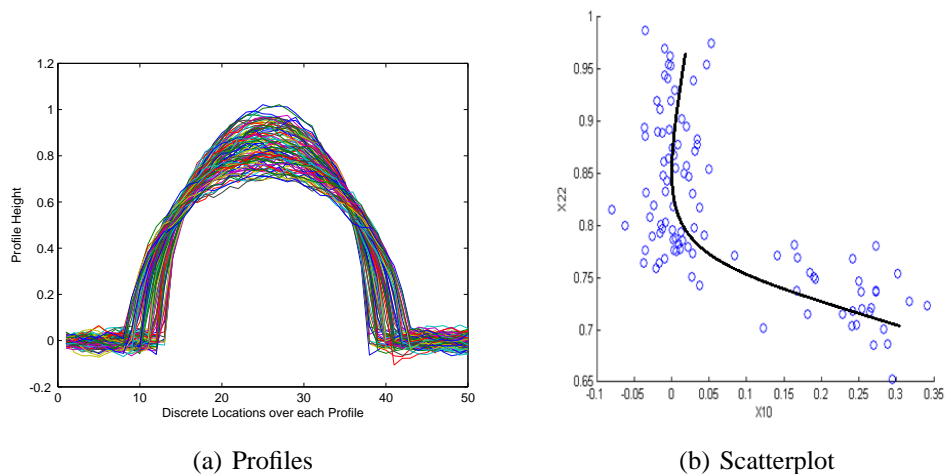 1.2
1
0.8
0.6
0.4
0.2
0
-0.2
Profile Height
0 10 20 30 40 50
Discrete Locations over each Profile
(a) Profiles
1
0.95
0.9
0.85
0.8
0.75
0.7
0.65
X22
-0.1 -0.05 0 0.05 0.1 0.15 0.2 0.25 0.3 0.35
X10
(b) Scatterplot